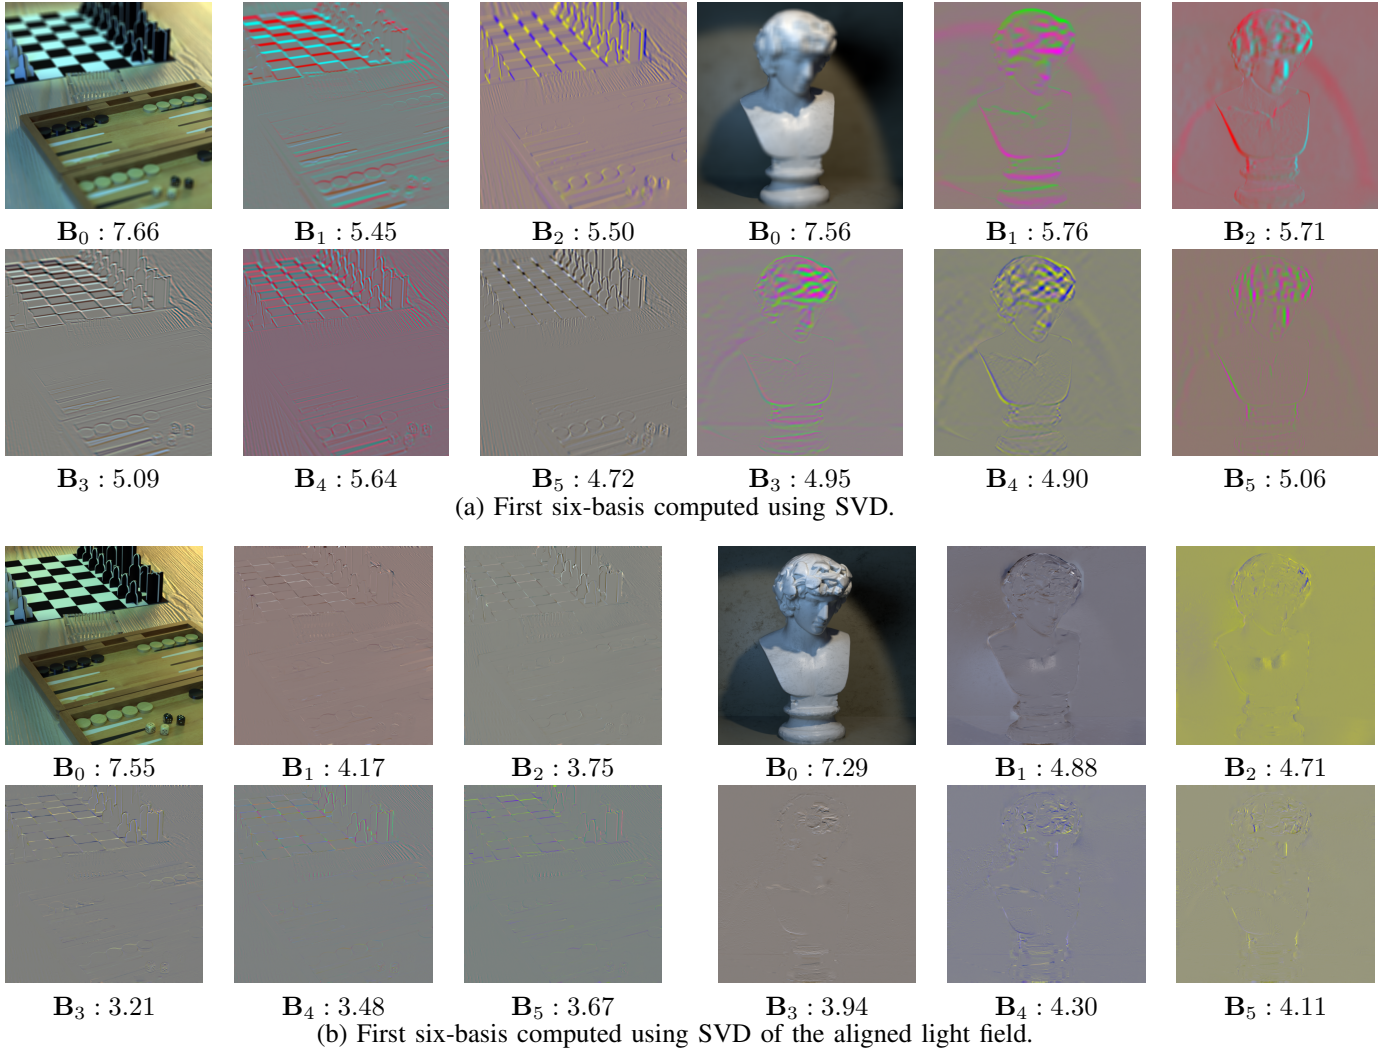 B0 : 7.66 B1 : 5.45 B2 : 5.50 B0 : 7.56 B1 : 5.76 B2 : 5.71
B3 : 5.09 B4 : 5.64 B5 : 4.72 B3 : 4.95 B4 : 4.90 B5 : 5.06
(a) First six-basis computed using SVD.
B0 : 7.55 B1 : 4.17 B2 : 3.75 B0 : 7.29 B1 : 4.88 B2 : 4.71
B3 : 3.21 B4 : 3.48 B5 : 3.67 B3 : 3.94 B4 : 4.30 B5 : 4.11
(b) First six-basis computed using SVD of the aligned light field.